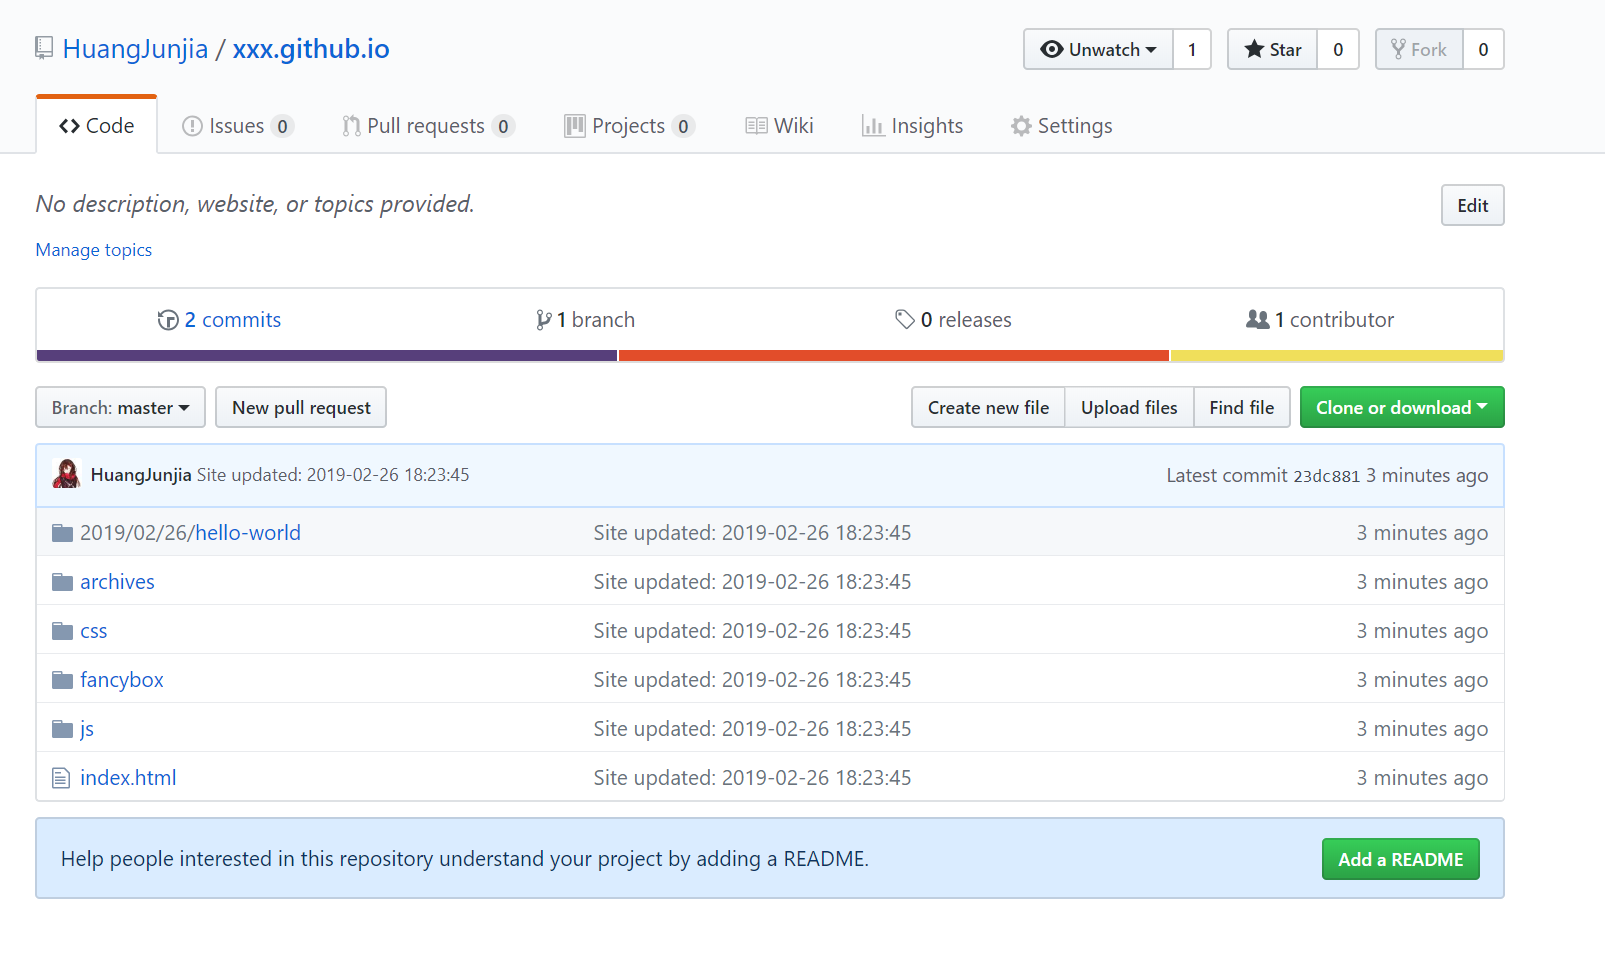 HuangJunjia / xxx.github.io Unwatch 1 Star 0 Fork 0
Code Issues 0 Pull requests 0 Projects 0 Wiki Insights Settings
No description, website, or topics provided. Edit
Manage topics
2 commits 1 branch 0 releases 1 contributor
Branch: master New pull request Create new file Upload files Find file Clone or download
HuangJunjia Site updated: 2019-02-26 18:23:45 Latest commit 23dc881 3 minutes ago
2019/02/26/hello-world Site updated: 2019-02-26 18:23:45 3 minutes ago
archives Site updated: 2019-02-26 18:23:45 3 minutes ago
css Site updated: 2019-02-26 18:23:45 3 minutes ago
fancybox Site updated: 2019-02-26 18:23:45 3 minutes ago
js Site updated: 2019-02-26 18:23:45 3 minutes ago
index.html Site updated: 2019-02-26 18:23:45 3 minutes ago
Help people interested in this repository understand your project by adding a README. Add a README